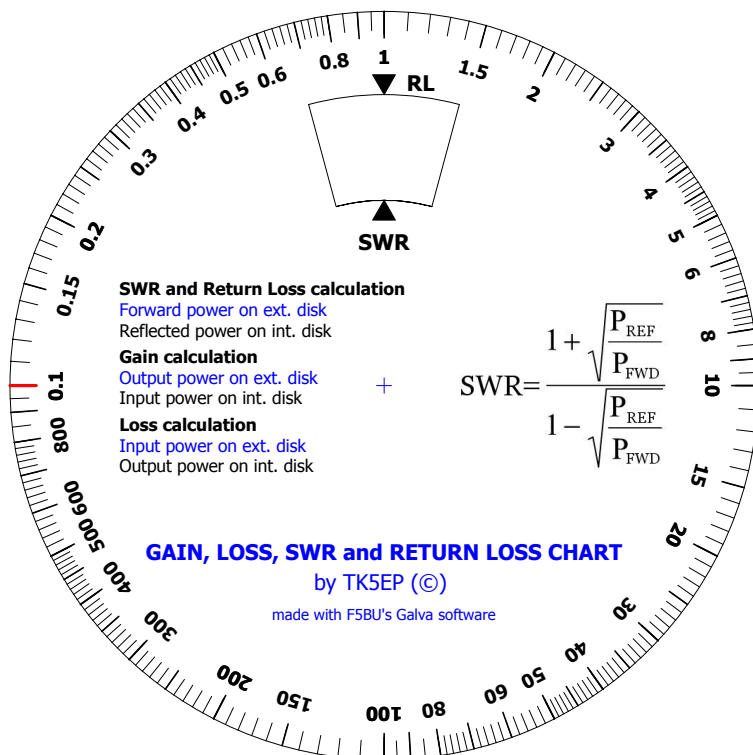 0.1 0.15 0.2 0.3 0.4 0.5 0.6 0.8 1 1.5 2 3 4 5 6 8 10 15 20 30 40 50 60 80 100 150 200 300 400 500 600 800
RL
SWR
SWR and Return Loss calculation
Forward power on ext. disk
Reflected power on int. disk
Gain calculation
Output power on ext. disk
Input power on int. disk
Loss calculation
Input power on ext. disk
Output power on int. disk
+
SWR= (1 + √(P_REF / P_FWD)) / (1 − √(P_REF / P_FWD))
GAIN, LOSS, SWR and RETURN LOSS CHART
by TK5EP (©)
made with F5BU's Galva software